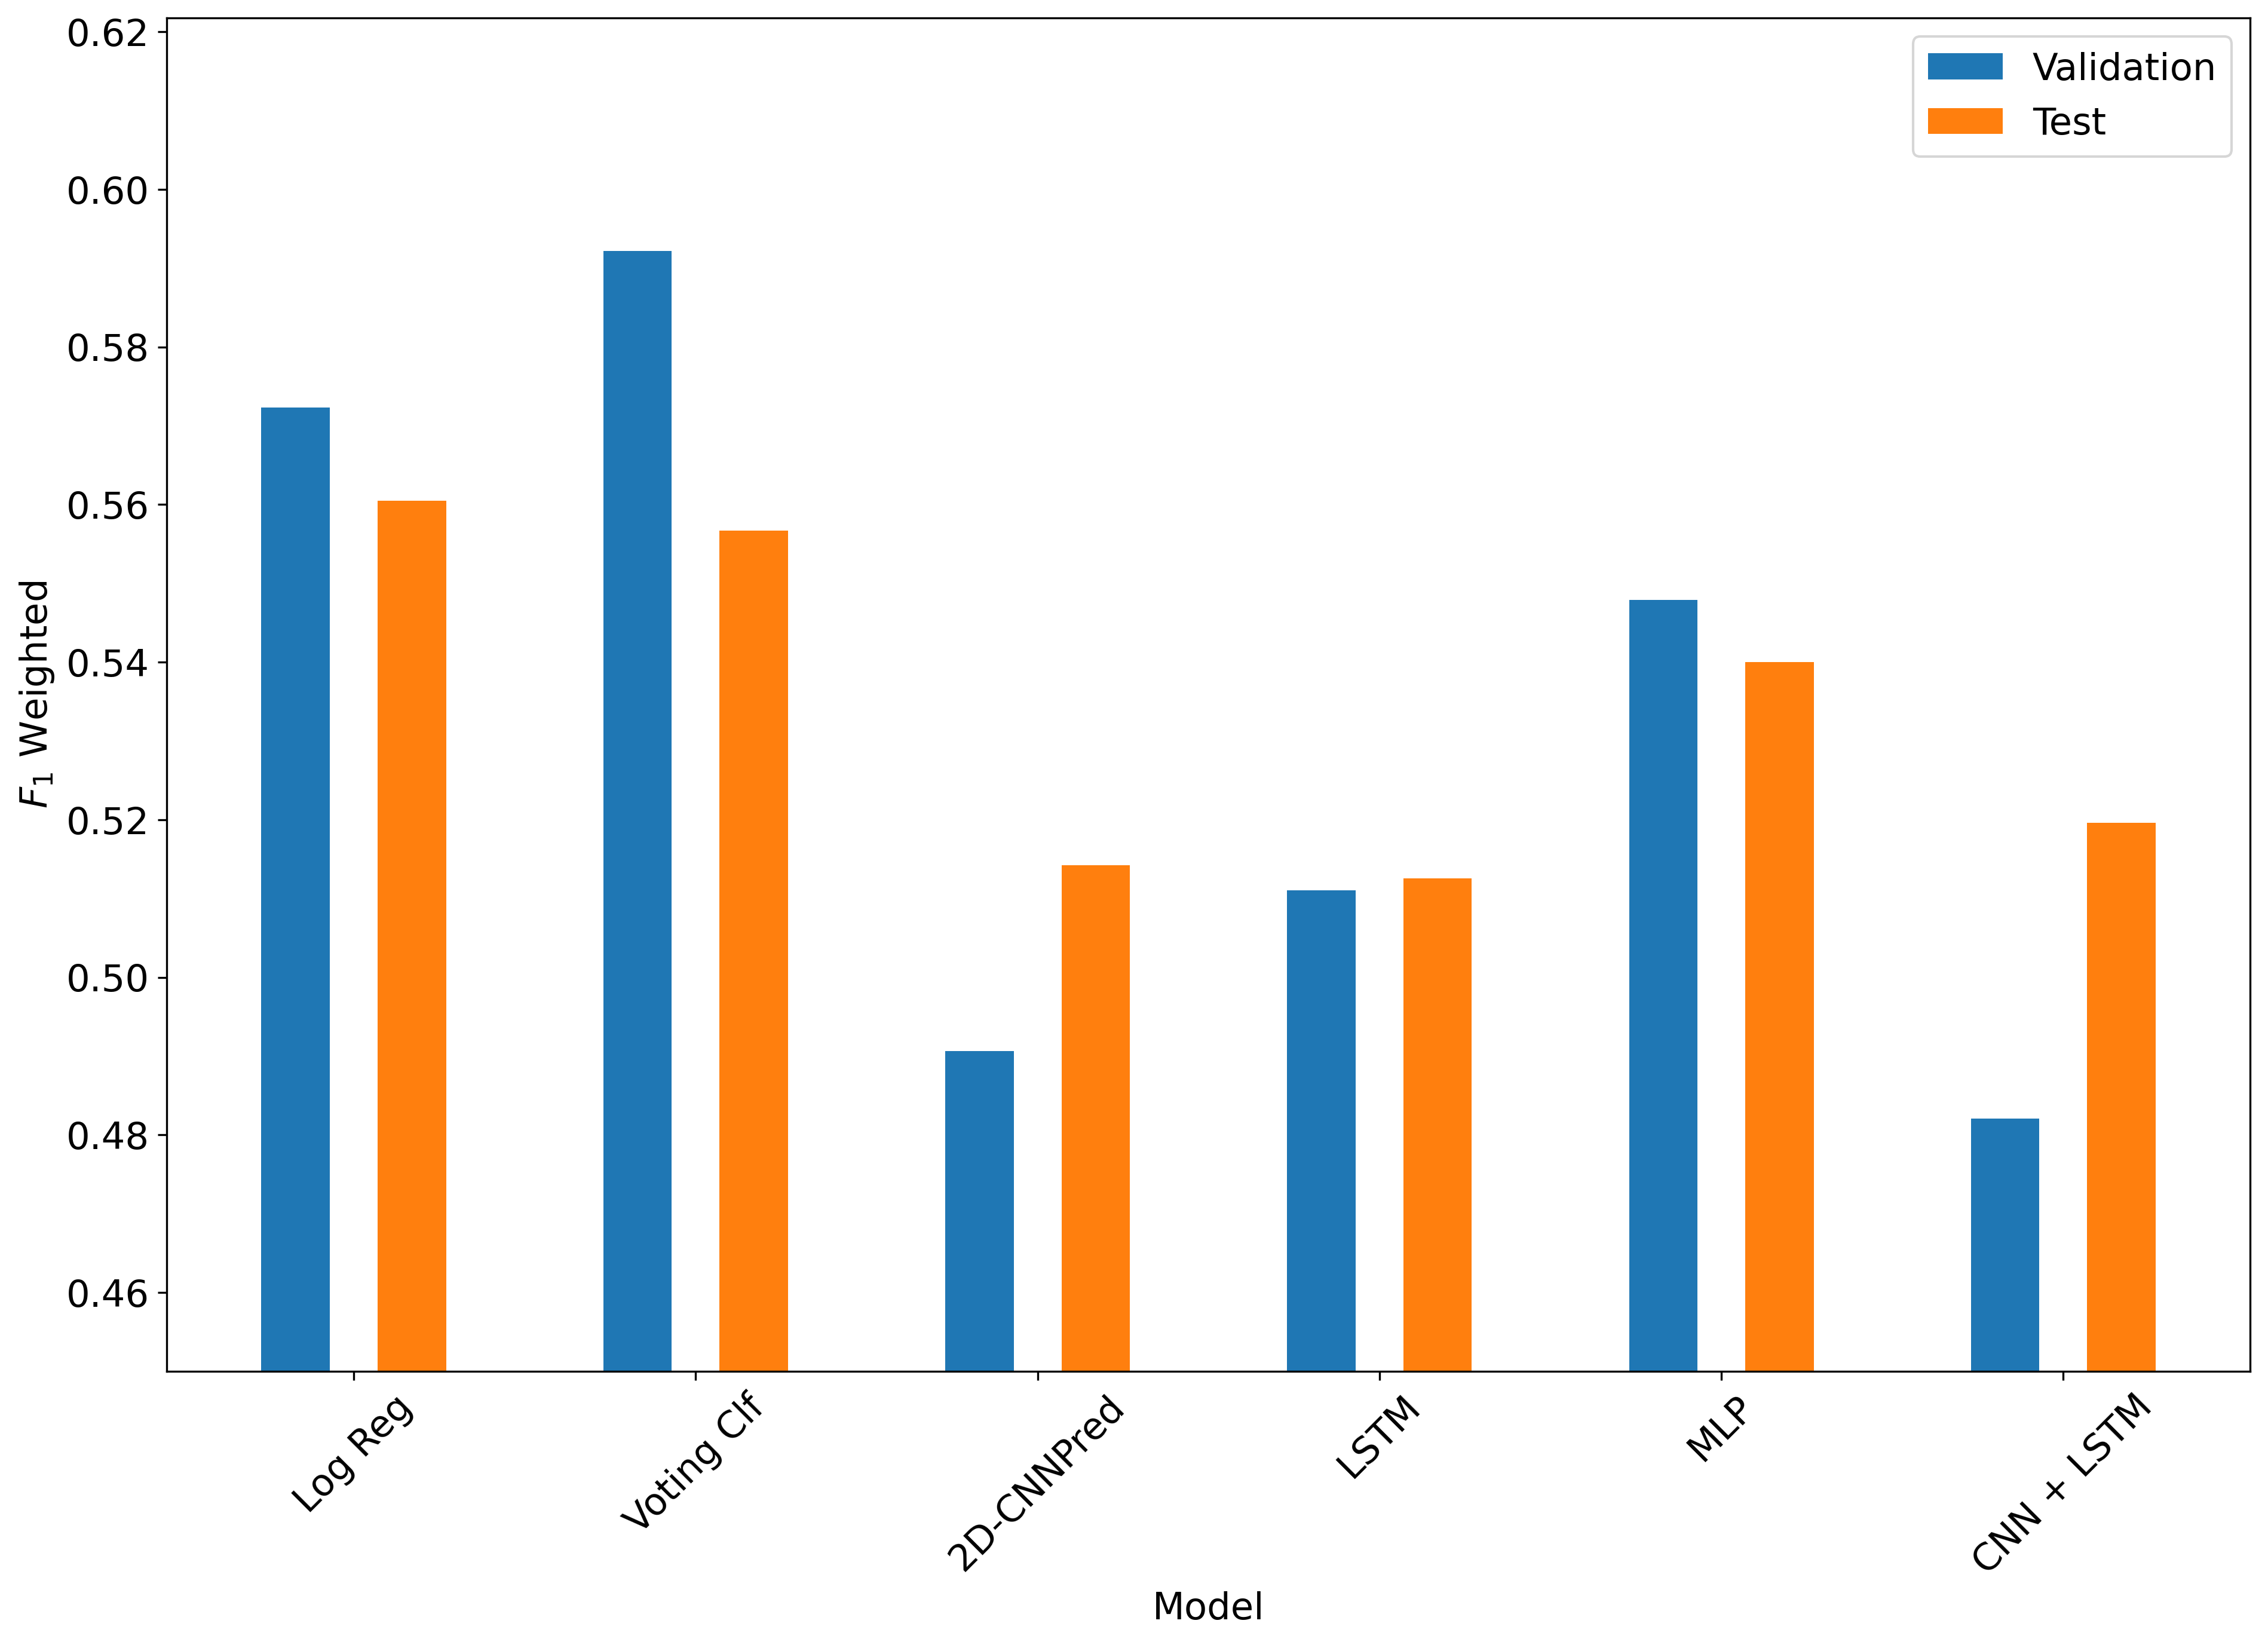 0.62
0.60
0.58
0.56
0.54
0.52
0.50
0.48
0.46
F₁ Weighted
Validation
Test
Log Reg
Voting Clf
2D-CNNPred
LSTM
MLP
CNN + LSTM
Model